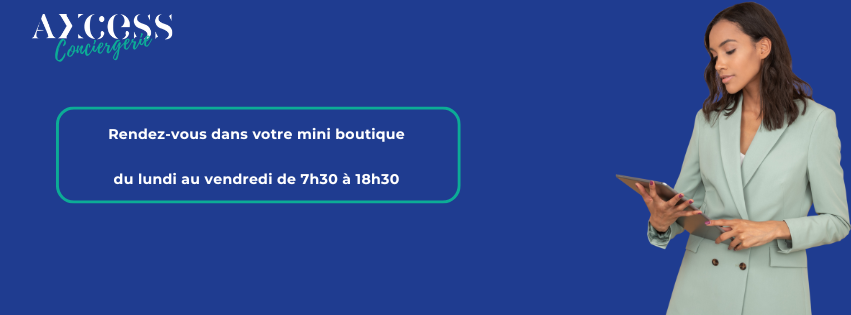 AXCESS
Conciergerie
Rendez-vous dans votre mini boutique
du lundi au vendredi de 7h30 à 18h30